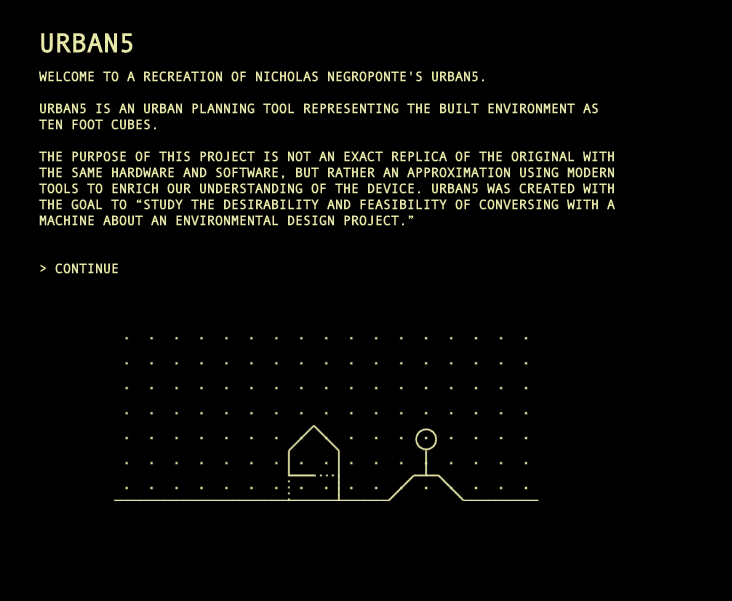 URBAN5
WELCOME TO A RECREATION OF NICHOLAS NEGROPONTE'S URBAN5.
URBAN5 IS AN URBAN PLANNING TOOL REPRESENTING THE BUILT ENVIRONMENT AS
TEN FOOT CUBES.
THE PURPOSE OF THIS PROJECT IS NOT AN EXACT REPLICA OF THE ORIGINAL WITH
THE SAME HARDWARE AND SOFTWARE, BUT RATHER AN APPROXIMATION USING MODERN
TOOLS TO ENRICH OUR UNDERSTANDING OF THE DEVICE. URBAN5 WAS CREATED WITH
THE GOAL TO “STUDY THE DESIRABILITY AND FEASIBILITY OF CONVERSING WITH A
MACHINE ABOUT AN ENVIRONMENTAL DESIGN PROJECT.”
> CONTINUE